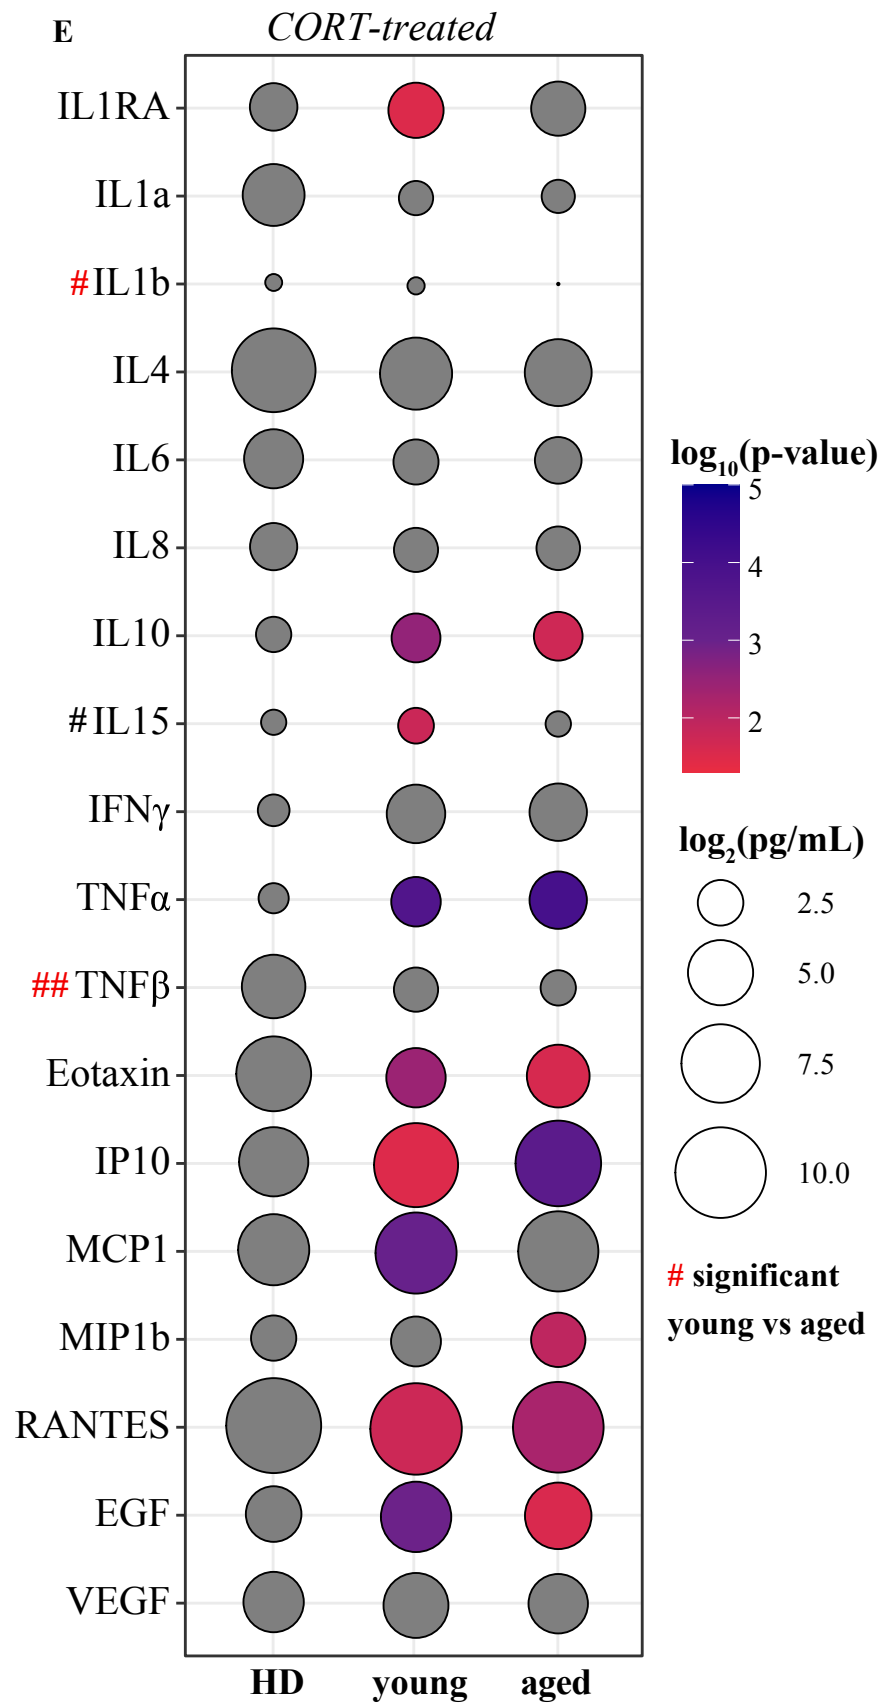 E
CORT-treated
IL1RA
IL1a
#IL1b
IL4
IL6
IL8
IL10
#IL15
IFNγ
TNFα
##TNFβ
Eotaxin
IP10
MCP1
MIP1b
RANTES
EGF
VEGF
HD young aged
log10(p-value)
5
4
3
2
log2(pg/mL)
2.5
5.0
7.5
10.0
# significant
young vs aged